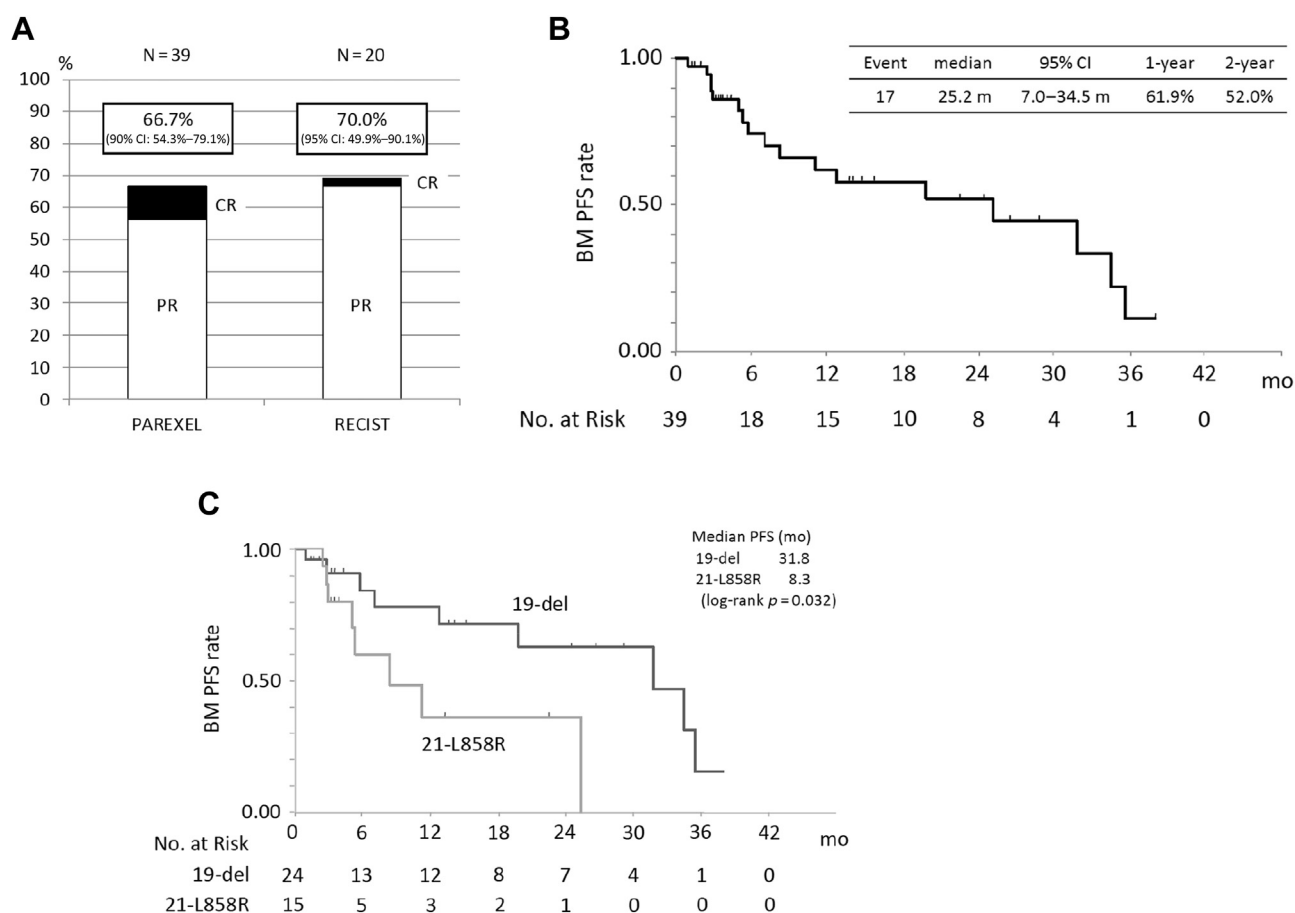 A
N = 39 N = 20
%
100
90
80
70
60
50
40
30
20
10
0
66.7%
(90% CI: 54.3%–79.1%)
70.0%
(95% CI: 49.9%–90.1%)
CR
CR
PR
PR
PAREXEL RECIST
B
Event median 95% CI 1-year 2-year
17 25.2 m 7.0–34.5 m 61.9% 52.0%
BM PFS rate
1.00
0.50
0.00
0 6 12 18 24 30 36 42 mo
No. at Risk 39 18 15 10 8 4 1 0
C
Median PFS (mo)
19-del 31.8
21-L858R 8.3
(log-rank p = 0.032)
BM PFS rate
1.00
0.50
0.00
19-del
21-L858R
0 6 12 18 24 30 36 42 mo
No. at Risk
19-del 24 13 12 8 7 4 1 0
21-L858R 15 5 3 2 1 0 0 0